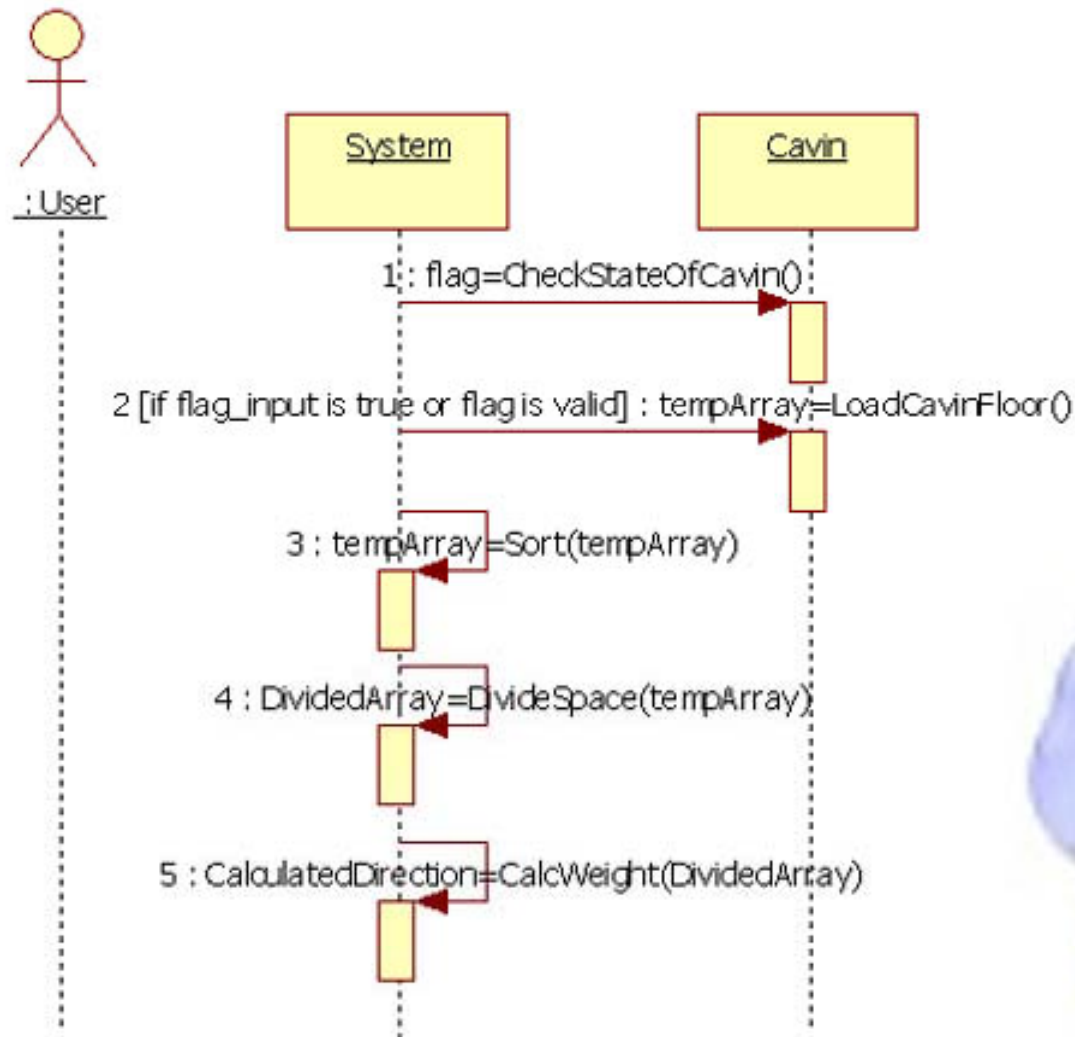 System
Cavin
: User
1 : flag=CheckStateOfCavin()
2 [if flag_input is true or flag is valid] : tempArray=LoadCavinFloor()
3 : tempArray=Sort(tempArray)
4 : DividedArray=DivideSpace(tempArray)
5 : CalculatedDirection=CalcWeight(DividedArray)